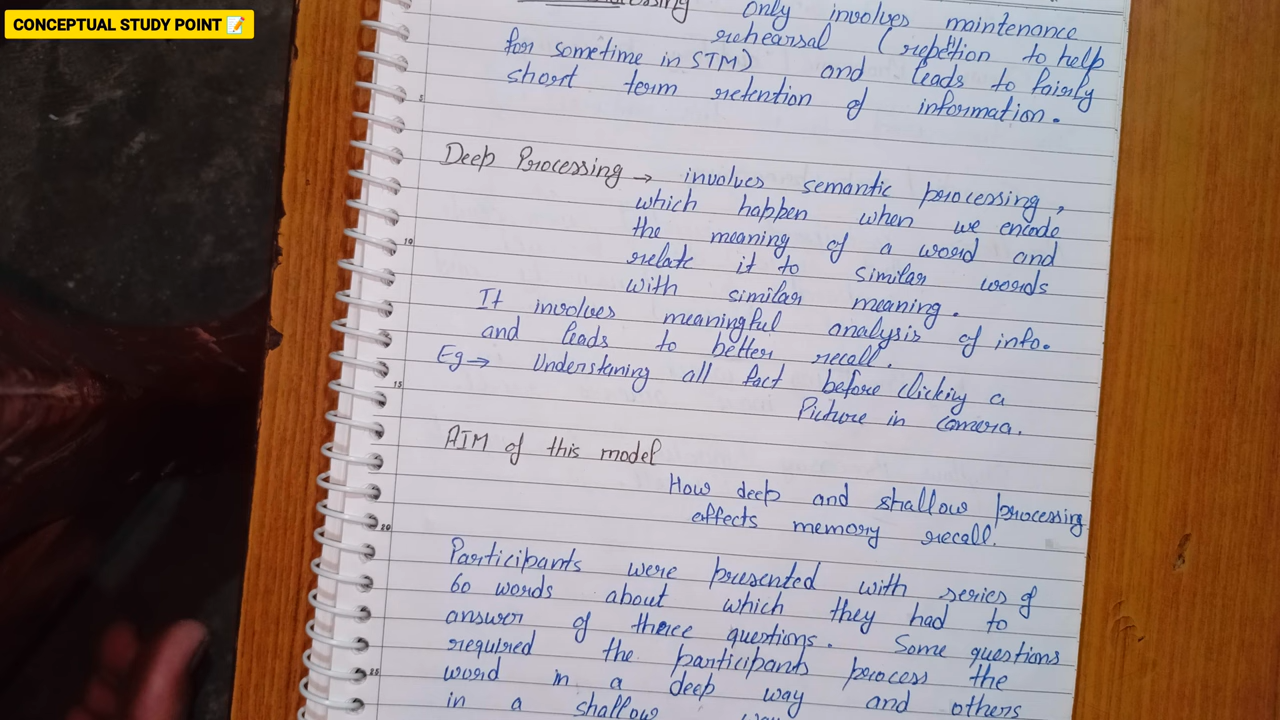 CONCEPTUAL STUDY POINT 📝
only involves maintenance
rehearsal (repetition to help
for sometime in STM) and leads to fairly
short term retention of information.
5
Deep Processing → involves semantic processing,
which happen when we encode
10
the meaning of a word and
relate it to similar words
with similar meaning.
It involves meaningful analysis of info.
and leads to better recall.
Eg → Understaning all fact before clicking a
15
Picture in Camera.
AIM of this model
How deep and shallow processing
effects memory recall.
20
Participants were presented with series of
60 words about which they had to
answer of three questions. Some questions
required the participants process the
25
word in a deep way and others
in a shallow